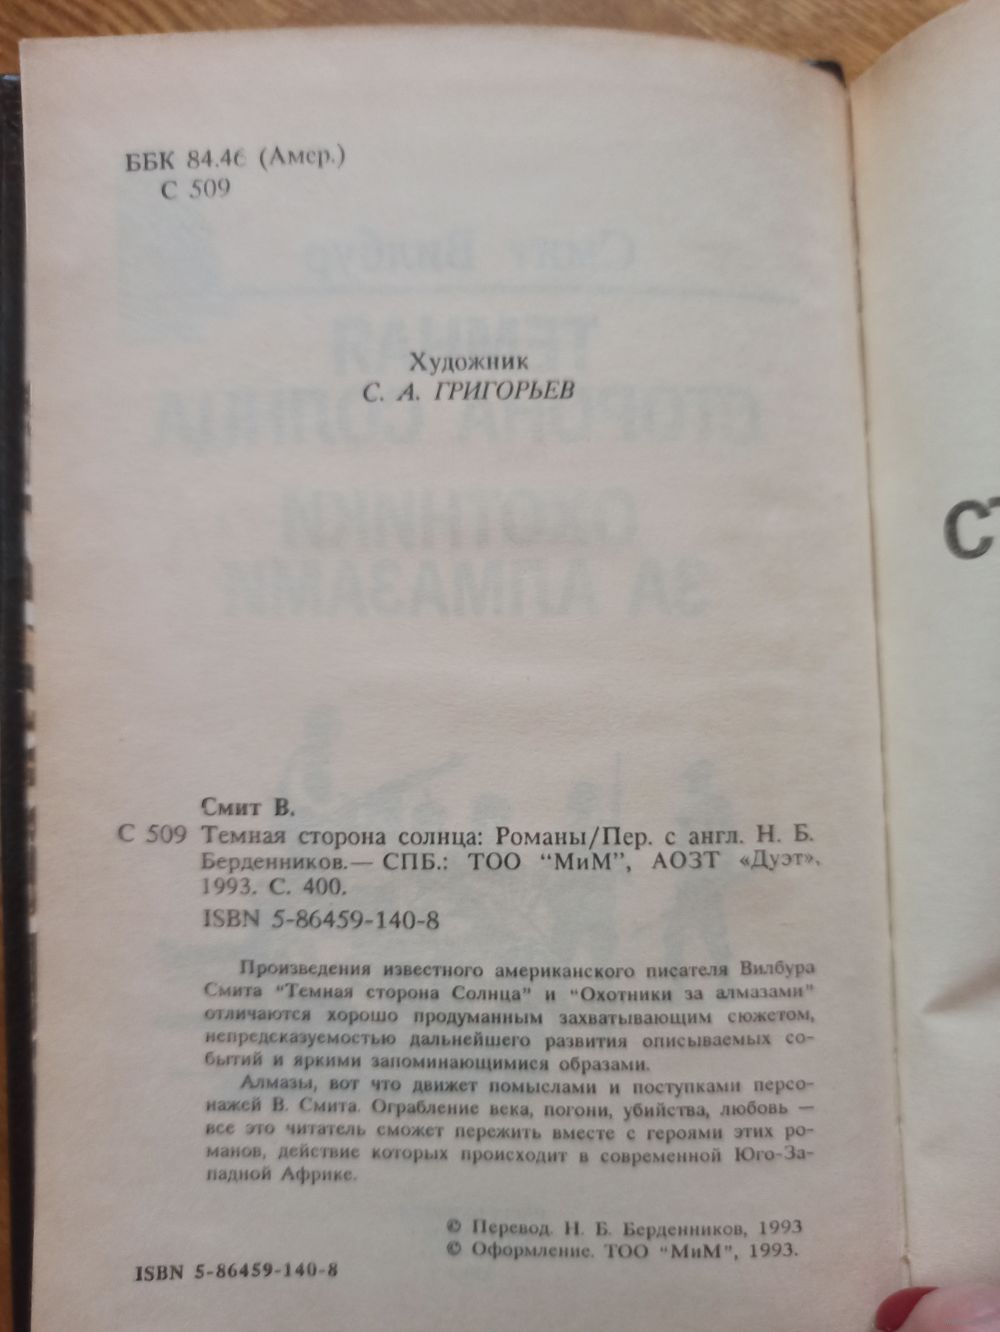 ББК 84.46 (Амер.)
С 509
Художник
С. А. ГРИГОРЬЕВ
Смит В.
С 509 Темная сторона солнца: Романы/Пер. с англ. Н. Б.
Берденников.— СПБ.: ТОО “МиМ”, АОЗТ «Дуэт»,
1993. С. 400.
ISBN 5-86459-140-8
Произведения известного американского писателя Вилбура
Смита “Темная сторона Солнца” и “Охотники за алмазами”
отличаются хорошо продуманным захватывающим сюжетом,
непредсказуемостью дальнейшего развития описываемых со-
бытий и яркими запоминающимися образами.
Алмазы, вот что движет помыслами и поступками персо-
нажей В. Смита. Ограбление века, погони, убийства, любовь —
все это читатель сможет пережить вместе с героями этих ро-
манов, действие которых происходит в современной Юго-За-
падной Африке.
© Перевод. Н. Б. Берденников, 1993
© Оформление. ТОО “МиМ”, 1993.
ISBN 5-86459-140-8